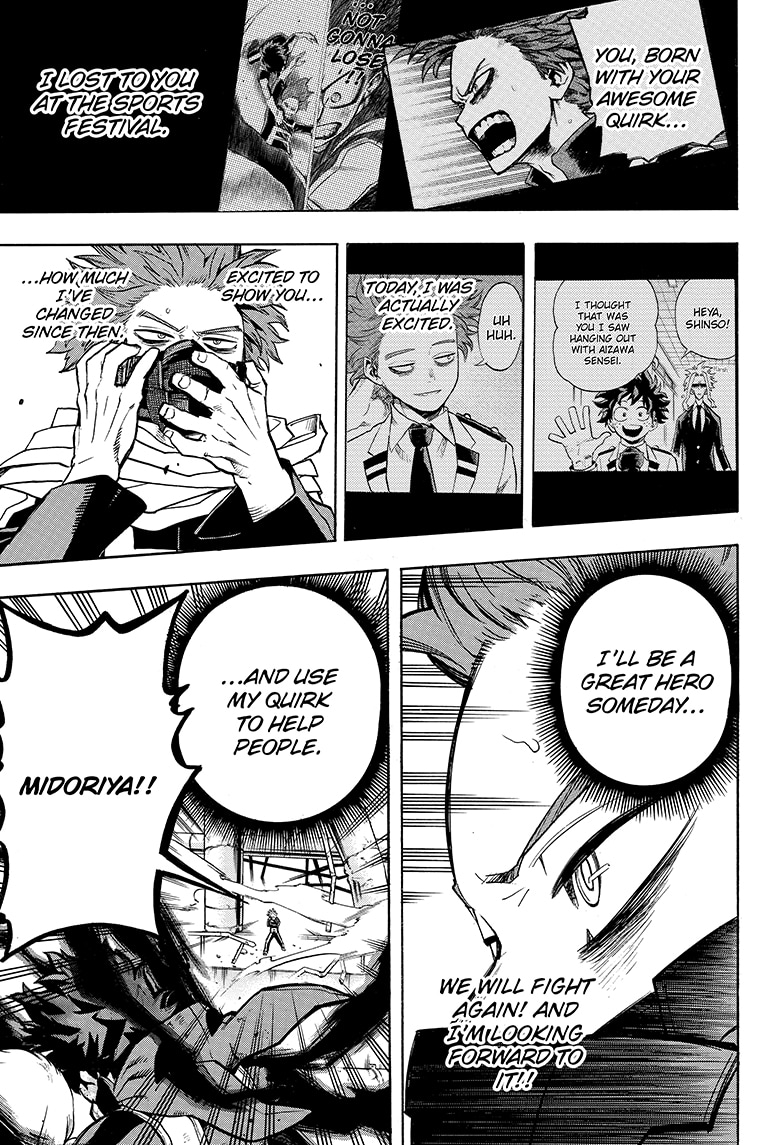 YOU, BORN
WITH YOUR
AWESOME
QUIRK...
...
NOT
GONNA
LOSE
!!
I LOST TO YOU
AT THE SPORTS
FESTIVAL.
HEYA,
SHINSO!
I THOUGHT
THAT WAS
YOU I SAW
HANGING OUT
WITH AIZAWA
SENSEI.
UH
HUH.
TODAY, I WAS
ACTUALLY
EXCITED.
EXCITED TO
SHOW YOU...
...HOW MUCH
I'VE
CHANGED
SINCE THEN.
I'LL BE A
GREAT HERO
SOMEDAY...
WE WILL FIGHT
AGAIN! AND
I'M LOOKING
FORWARD TO
IT!!
...AND USE
MY QUIRK
TO HELP
PEOPLE.
MIDORIYA!!